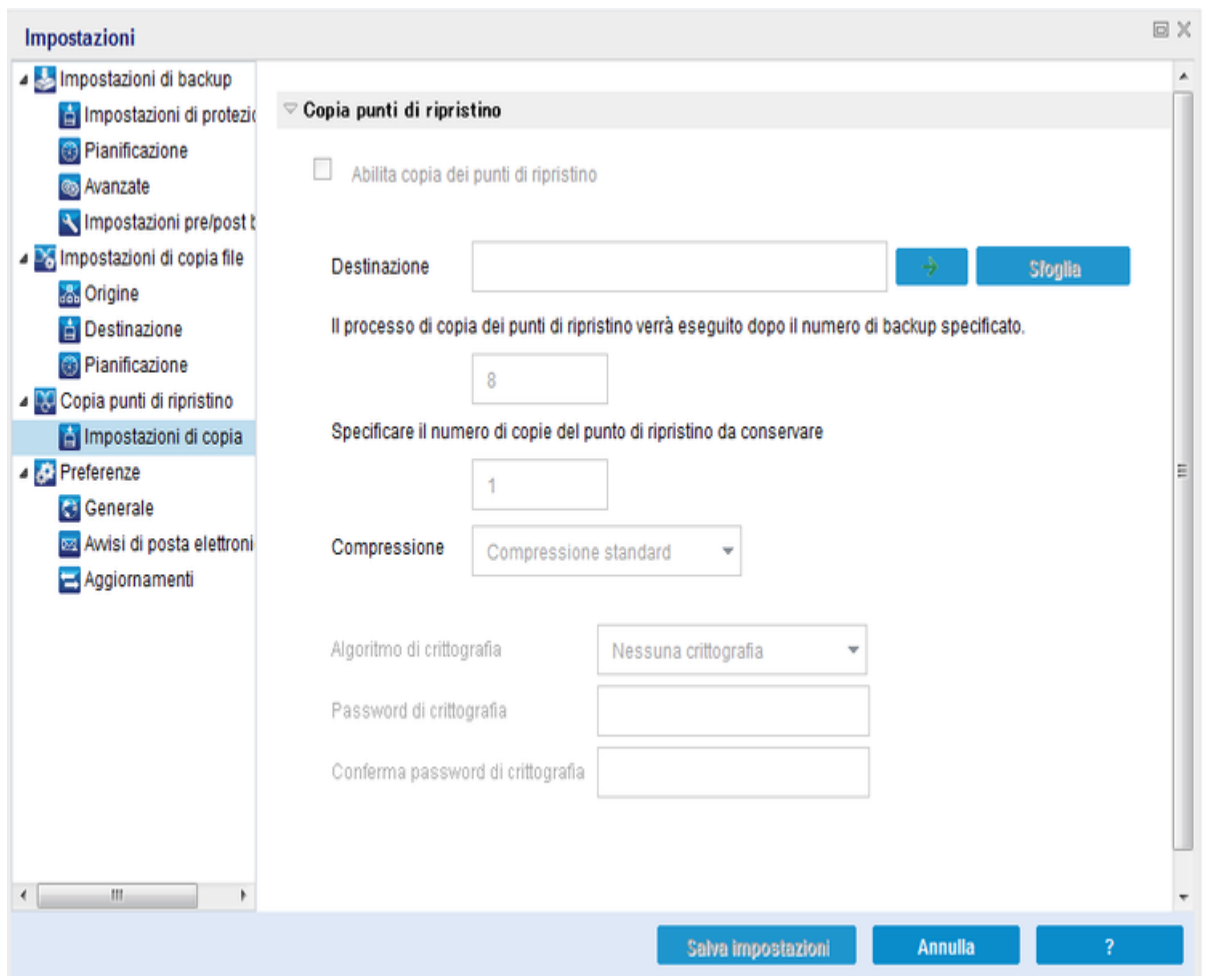 Impostazioni
Impostazioni di backup
Impostazioni di protezio
Pianificazione
Avanzate
Impostazioni pre/post b
Impostazioni di copia file
Origine
Destinazione
Pianificazione
Copia punti di ripristino
Impostazioni di copia
Preferenze
Generale
Avvisi di posta elettroni
Aggiornamenti
Copia punti di ripristino
Abilita copia dei punti di ripristino
Destinazione
Sfoglia
Il processo di copia dei punti di ripristino verrà eseguito dopo il numero di backup specificato.
8
Specificare il numero di copie del punto di ripristino da conservare
1
Compressione Compressione standard
Algoritmo di crittografia Nessuna crittografia
Password di crittografia
Conferma password di crittografia
Salva impostazioni Annulla ?